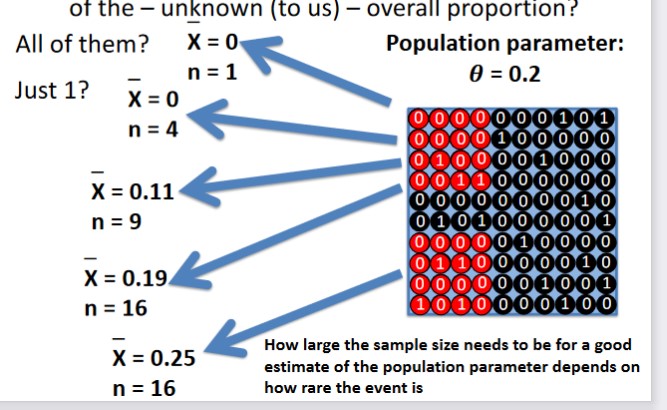 of the – unknown (to us) – overall proportion?
All of them?
Just 1?
X̄ = 0
n = 1
X̄ = 0
n = 4
X̄ = 0.11
n = 9
X̄ = 0.19
n = 16
X̄ = 0.25
n = 16
Population parameter:
θ = 0.2
0 0 0 0 0 0 0 1 0 1
0 0 0 0 1 0 0 0 0 0
0 1 0 0 0 0 1 0 0 0
0 0 1 1 0 0 0 0 0 0
0 0 0 0 0 0 0 0 1 0
0 1 0 1 0 0 0 0 0 1
0 0 0 0 0 1 0 0 0 0
0 1 1 0 0 0 0 0 1 0
0 0 0 0 0 0 1 0 0 1
1 0 1 0 0 0 0 1 0 0
How large the sample size needs to be for a good
estimate of the population parameter depends on
how rare the event is